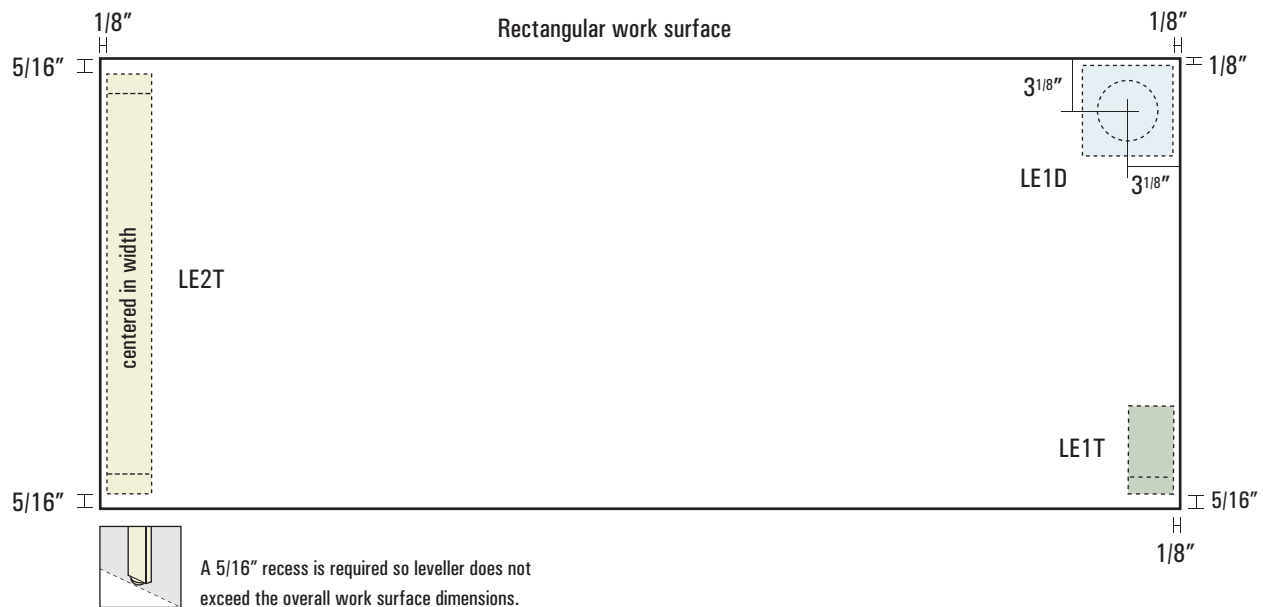 1/8″
Rectangular work surface
1/8″
5/16″
1/8″
3 1/8″
LE1D
3 1/8″
centered in width
LE2T
LE1T
5/16″
5/16″
1/8″
A 5/16″ recess is required so leveller does not
exceed the overall work surface dimensions.